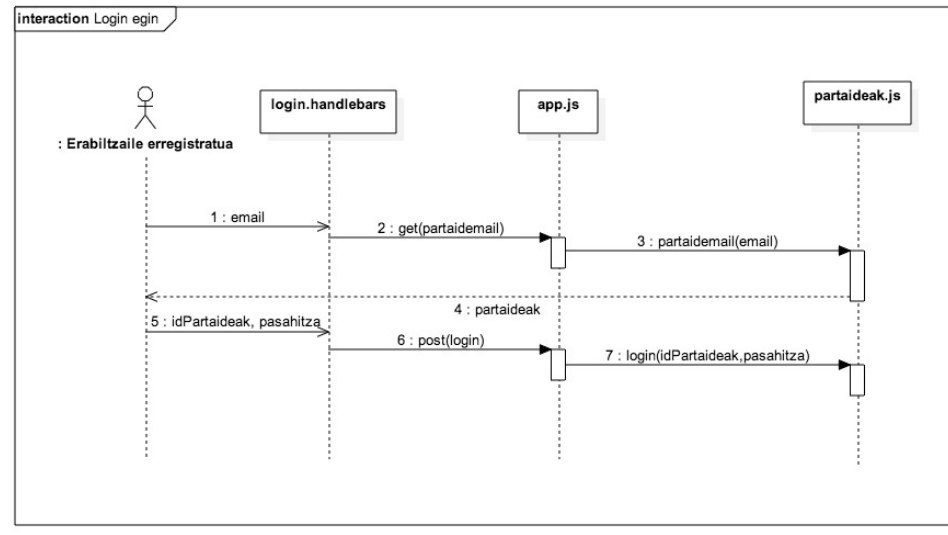 interaction Login egin
login.handlebars
app.js
partaideak.js
: Erabiltzaile erregistratua
1 : email
2 : get(partaidemail)
3 : partaidemail(email)
4 : partaideak
5 : idPartaideak, pasahitza
6 : post(login)
7 : login(idPartaideak,pasahitza)